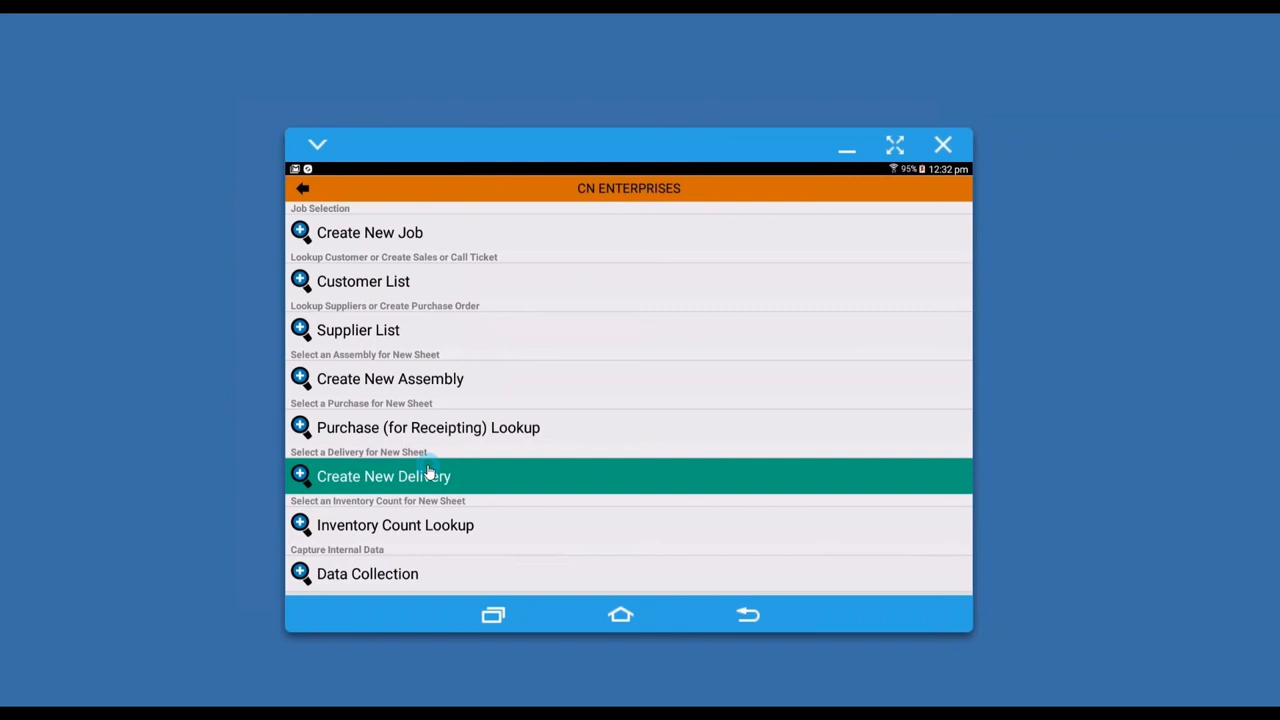 95% 12:32 pm
CN ENTERPRISES
Job Selection
Create New Job
Lookup Customer or Create Sales or Call Ticket
Customer List
Lookup Suppliers or Create Purchase Order
Supplier List
Select an Assembly for New Sheet
Create New Assembly
Select a Purchase for New Sheet
Purchase (for Receipting) Lookup
Select a Delivery for New Sheet
Create New Delivery
Select an Inventory Count for New Sheet
Inventory Count Lookup
Capture Internal Data
Data Collection